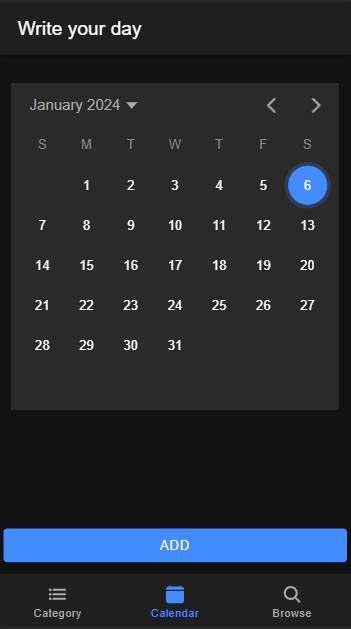 Write your day
January 2024
S M T W T F S
1 2 3 4 5 6
7 8 9 10 11 12 13
14 15 16 17 18 19 20
21 22 23 24 25 26 27
28 29 30 31
ADD
Category Calendar Browse